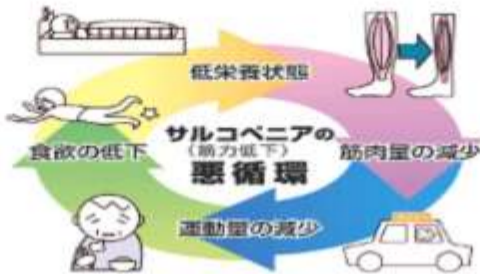 低栄養状態
サルコペニアの
(筋力低下)
悪循環
食欲の低下
筋肉量の減少
運動量の減少